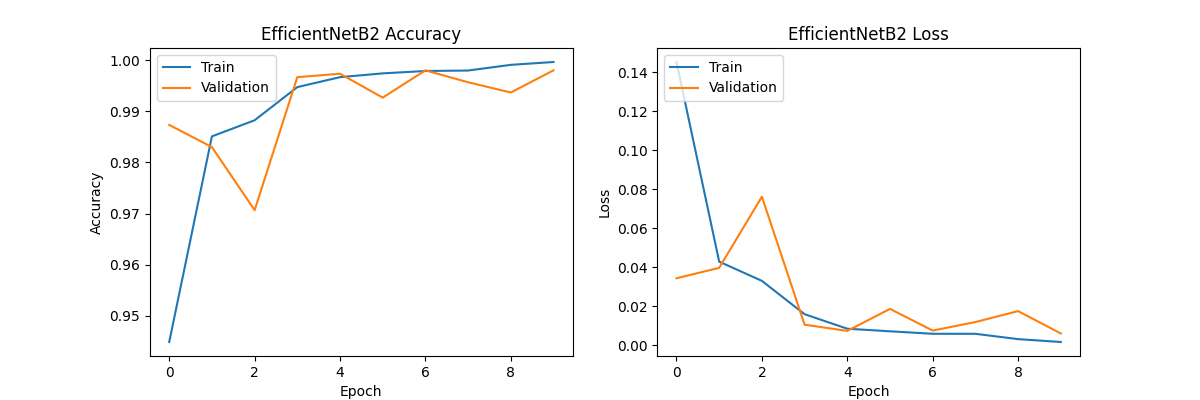 EfficientNetB2 Accuracy
1.00
0.99
0.98
0.97
0.96
0.95
Accuracy
Train
Validation
0 2 4 6 8
Epoch
EfficientNetB2 Loss
0.14
0.12
0.10
0.08
0.06
0.04
0.02
0.00
Loss
Train
Validation
0 2 4 6 8
Epoch